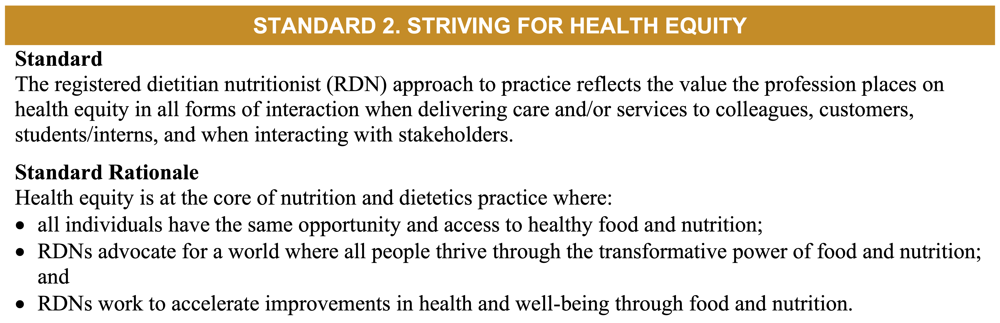 STANDARD 2. STRIVING FOR HEALTH EQUITY
Standard
The registered dietitian nutritionist (RDN) approach to practice reflects the value the profession places on
health equity in all forms of interaction when delivering care and/or services to colleagues, customers,
students/interns, and when interacting with stakeholders.
Standard Rationale
Health equity is at the core of nutrition and dietetics practice where:
• all individuals have the same opportunity and access to healthy food and nutrition;
• RDNs advocate for a world where all people thrive through the transformative power of food and nutrition;
and
• RDNs work to accelerate improvements in health and well-being through food and nutrition.